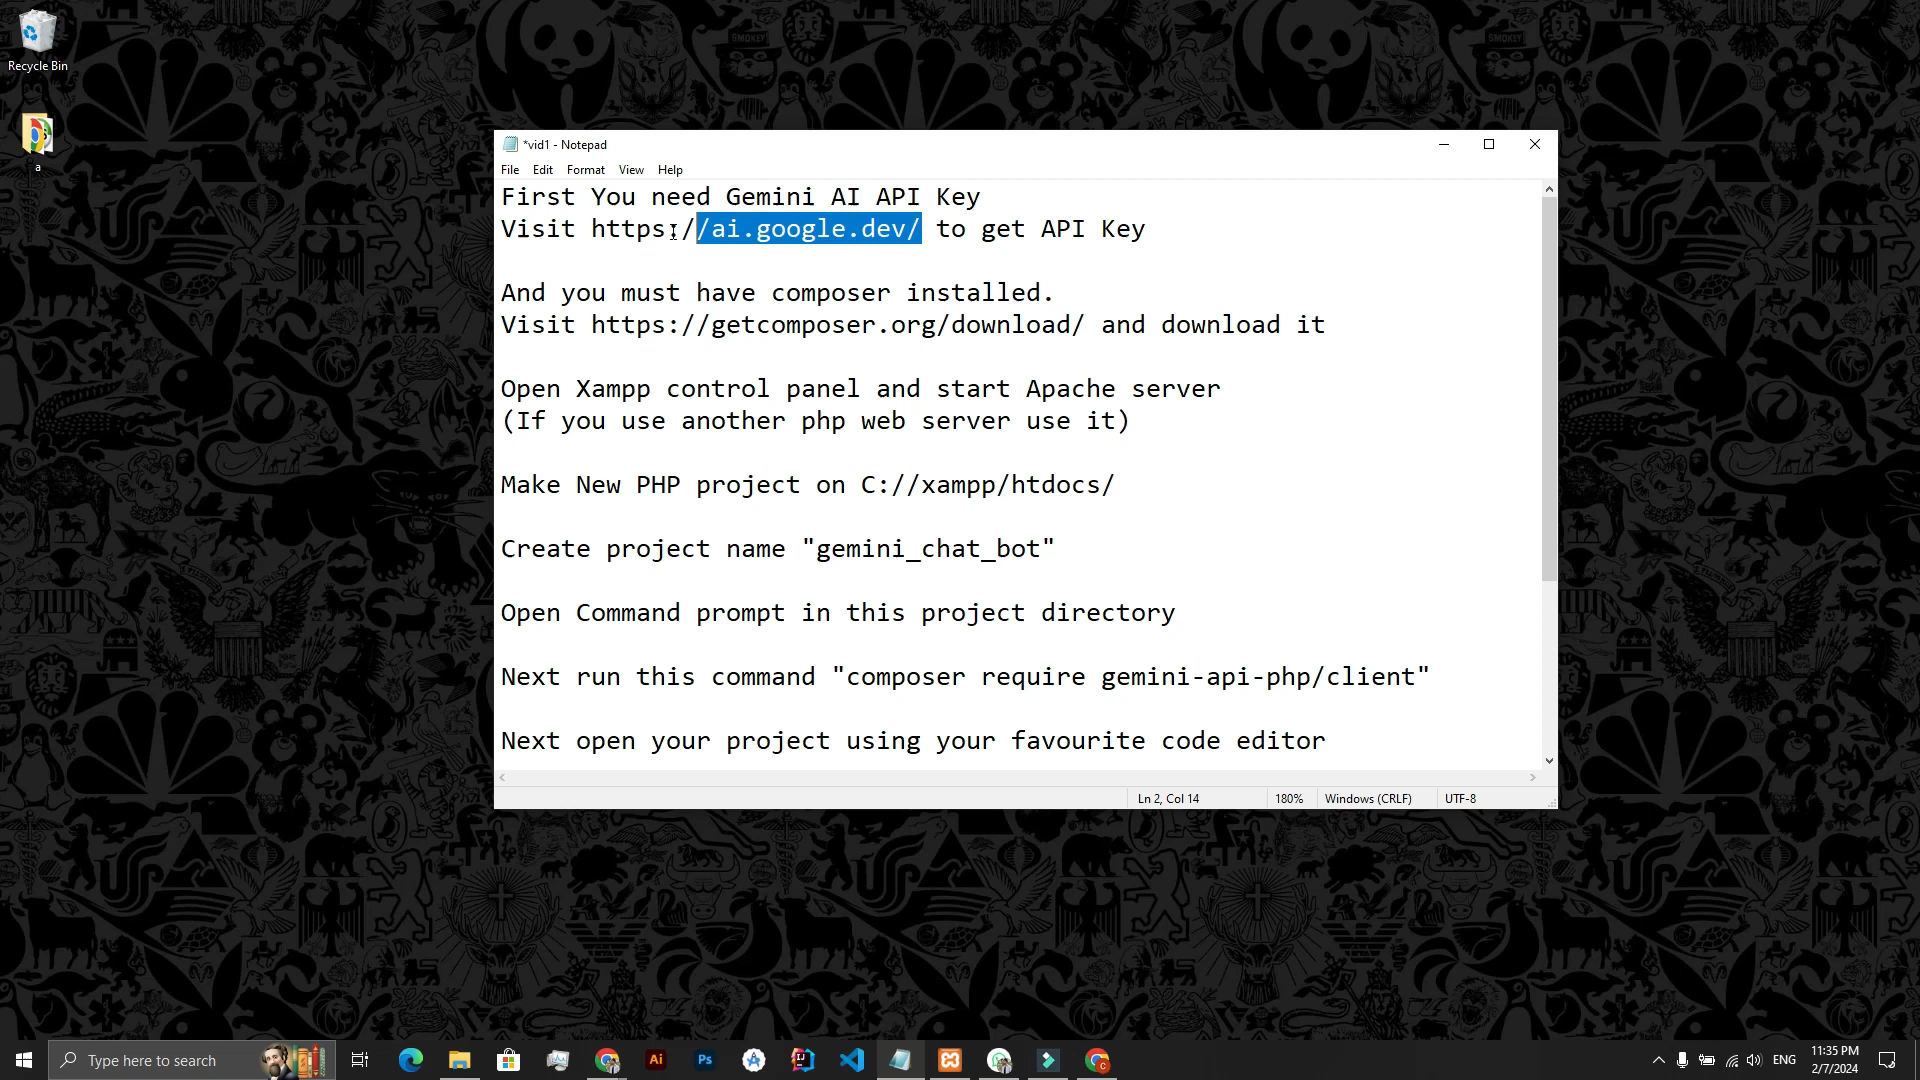 Recycle Bin
a
*vid1 - Notepad
File Edit Format View Help
First You need Gemini AI API Key
Visit https://ai.google.dev/ to get API Key
And you must have composer installed.
Visit https://getcomposer.org/download/ and download it
Open Xampp control panel and start Apache server
(If you use another php web server use it)
Make New PHP project on C://xampp/htdocs/
Create project name "gemini_chat_bot"
Open Command prompt in this project directory
Next run this command "composer require gemini-api-php/client"
Next open your project using your favourite code editor
Ln 2, Col 14 180% Windows (CRLF) UTF-8
Type here to search
Ai
Ps
ENG
11:35 PM
2/7/2024